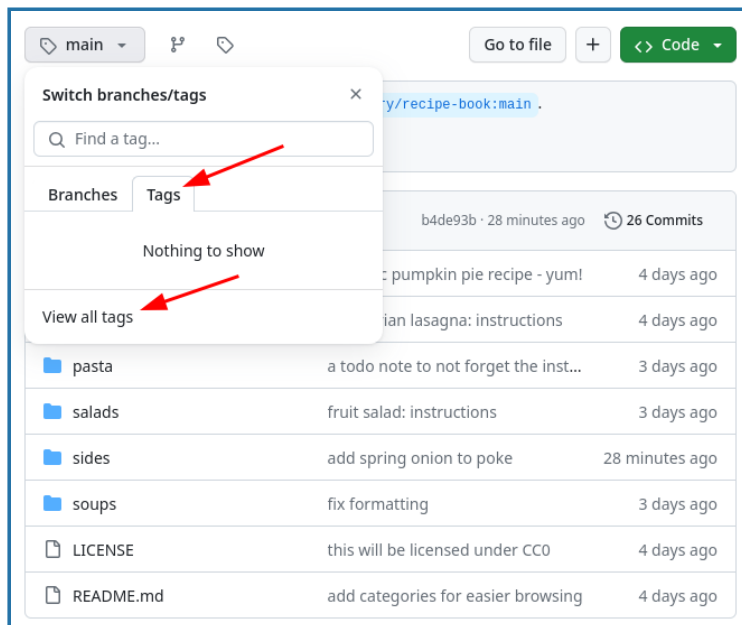 main
Go to file
+
<> Code
Switch branches/tags
ry/recipe-book:main .
Find a tag...
Branches
Tags
b4de93b · 28 minutes ago
26 Commits
Nothing to show
pumpkin pie recipe - yum!
4 days ago
View all tags
lasagna: instructions
4 days ago
pasta
a todo note to not forget the inst...
3 days ago
salads
fruit salad: instructions
3 days ago
sides
add spring onion to poke
28 minutes ago
soups
fix formatting
3 days ago
LICENSE
this will be licensed under CC0
4 days ago
README.md
add categories for easier browsing
4 days ago